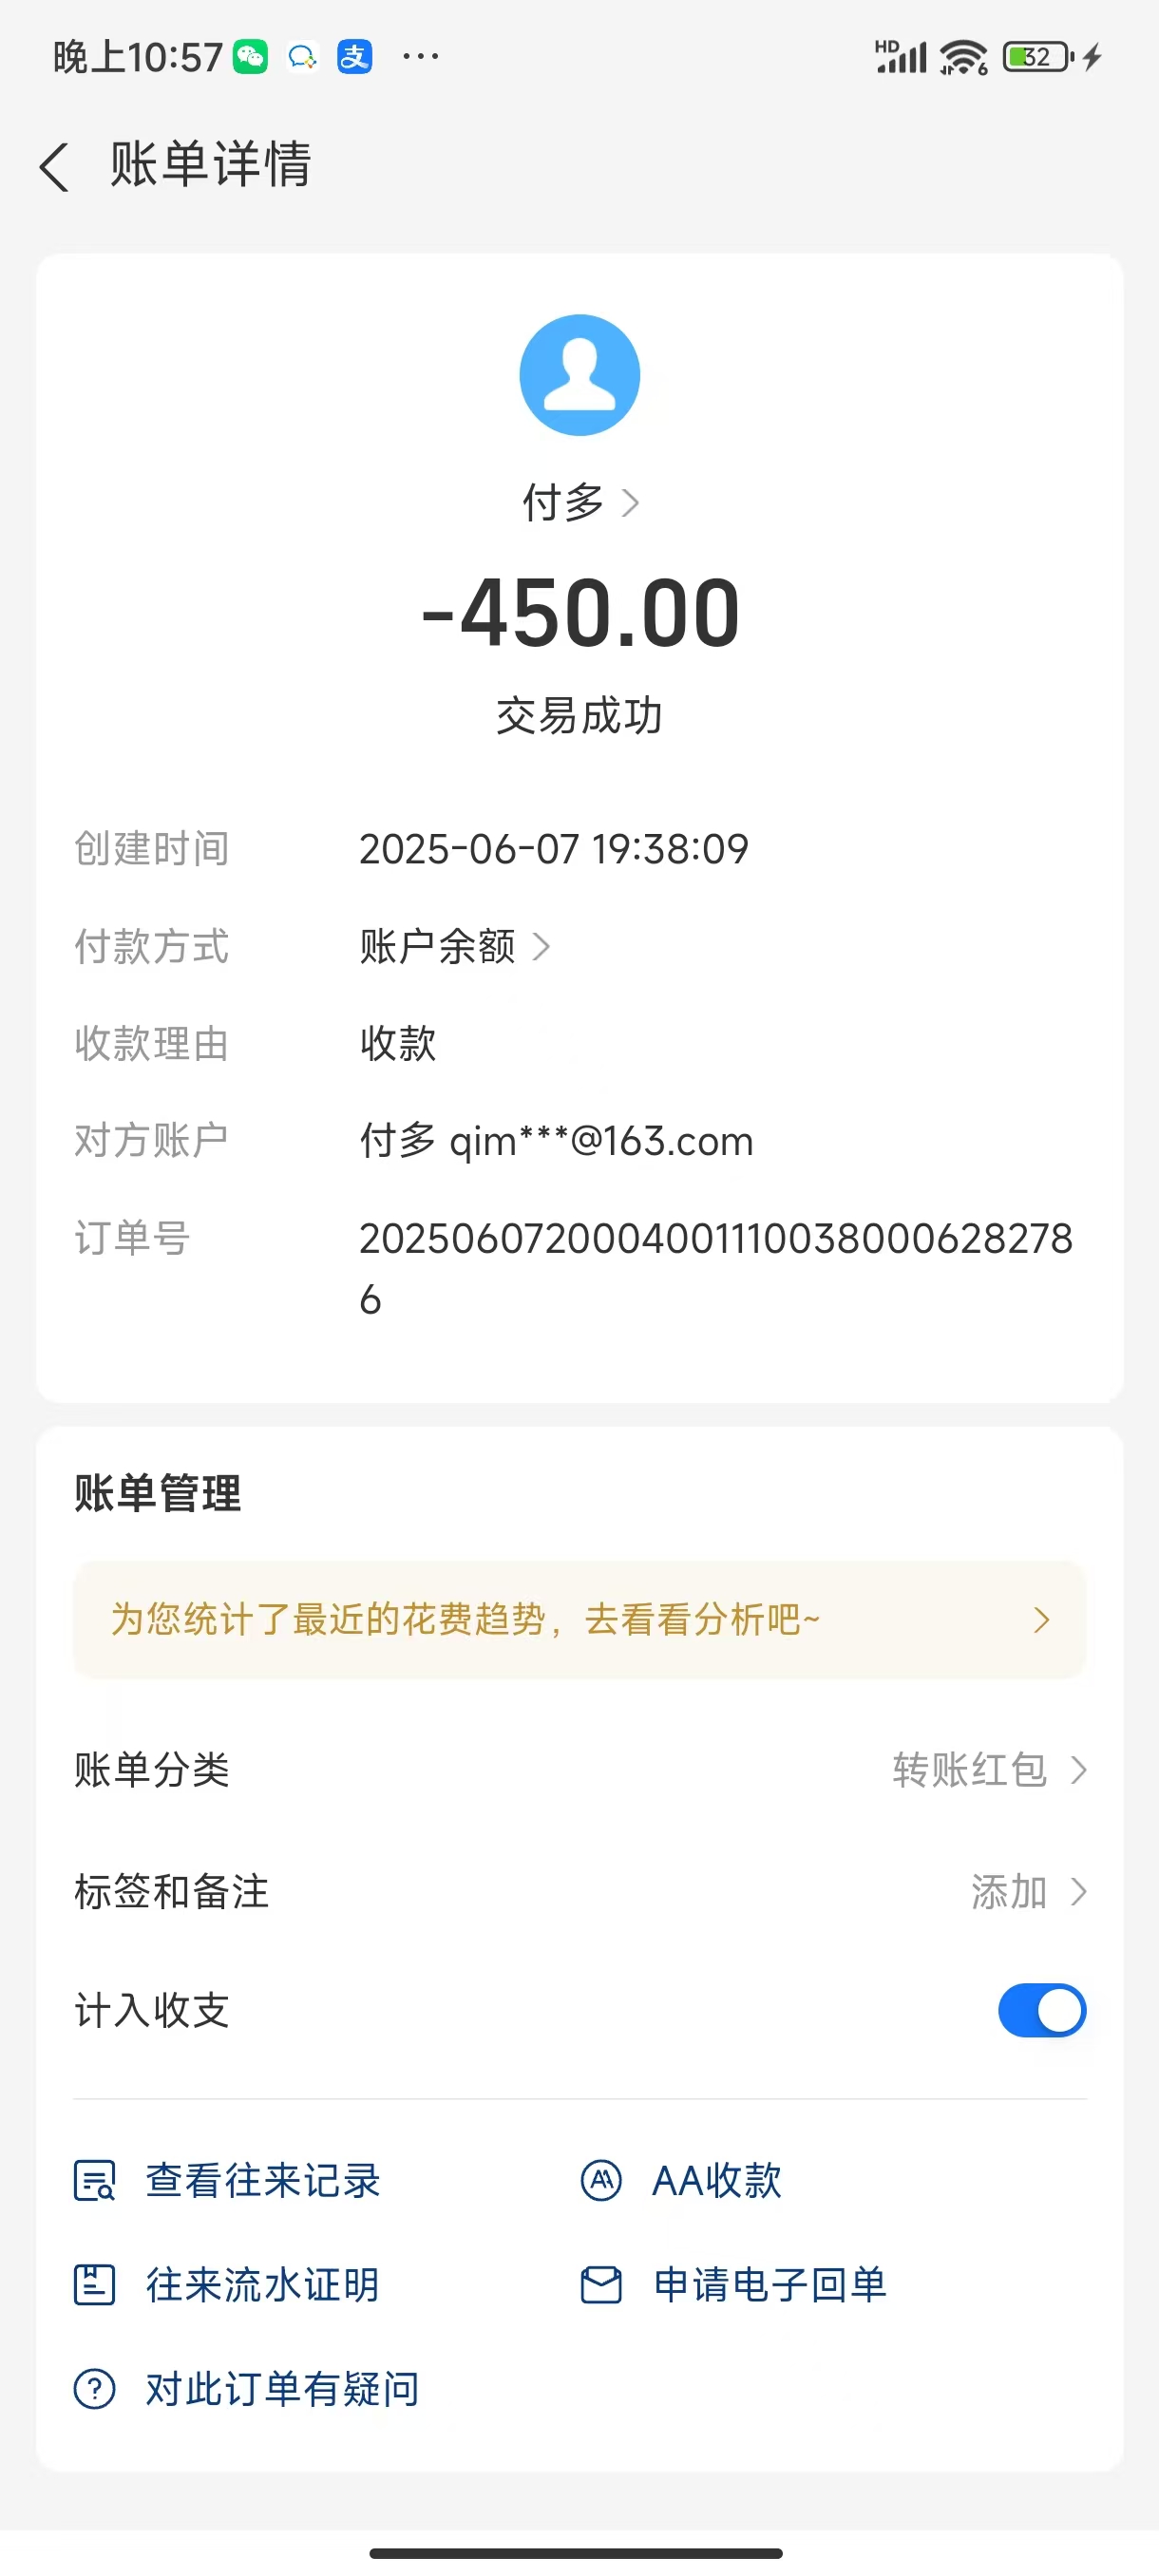 晚上10:57 支 ··· HD 6 32
账单详情
付多
-450.00
交易成功
创建时间 2025-06-07 19:38:09
付款方式 账户余额
收款理由 收款
对方账户 付多 qim***@163.com
订单号 2025060720004001110038000628278
6
账单管理
为您统计了最近的花费趋势，去看看分析吧~
账单分类 转账红包
标签和备注 添加
计入收支
查看往来记录 AA收款
往来流水证明 申请电子回单
对此订单有疑问